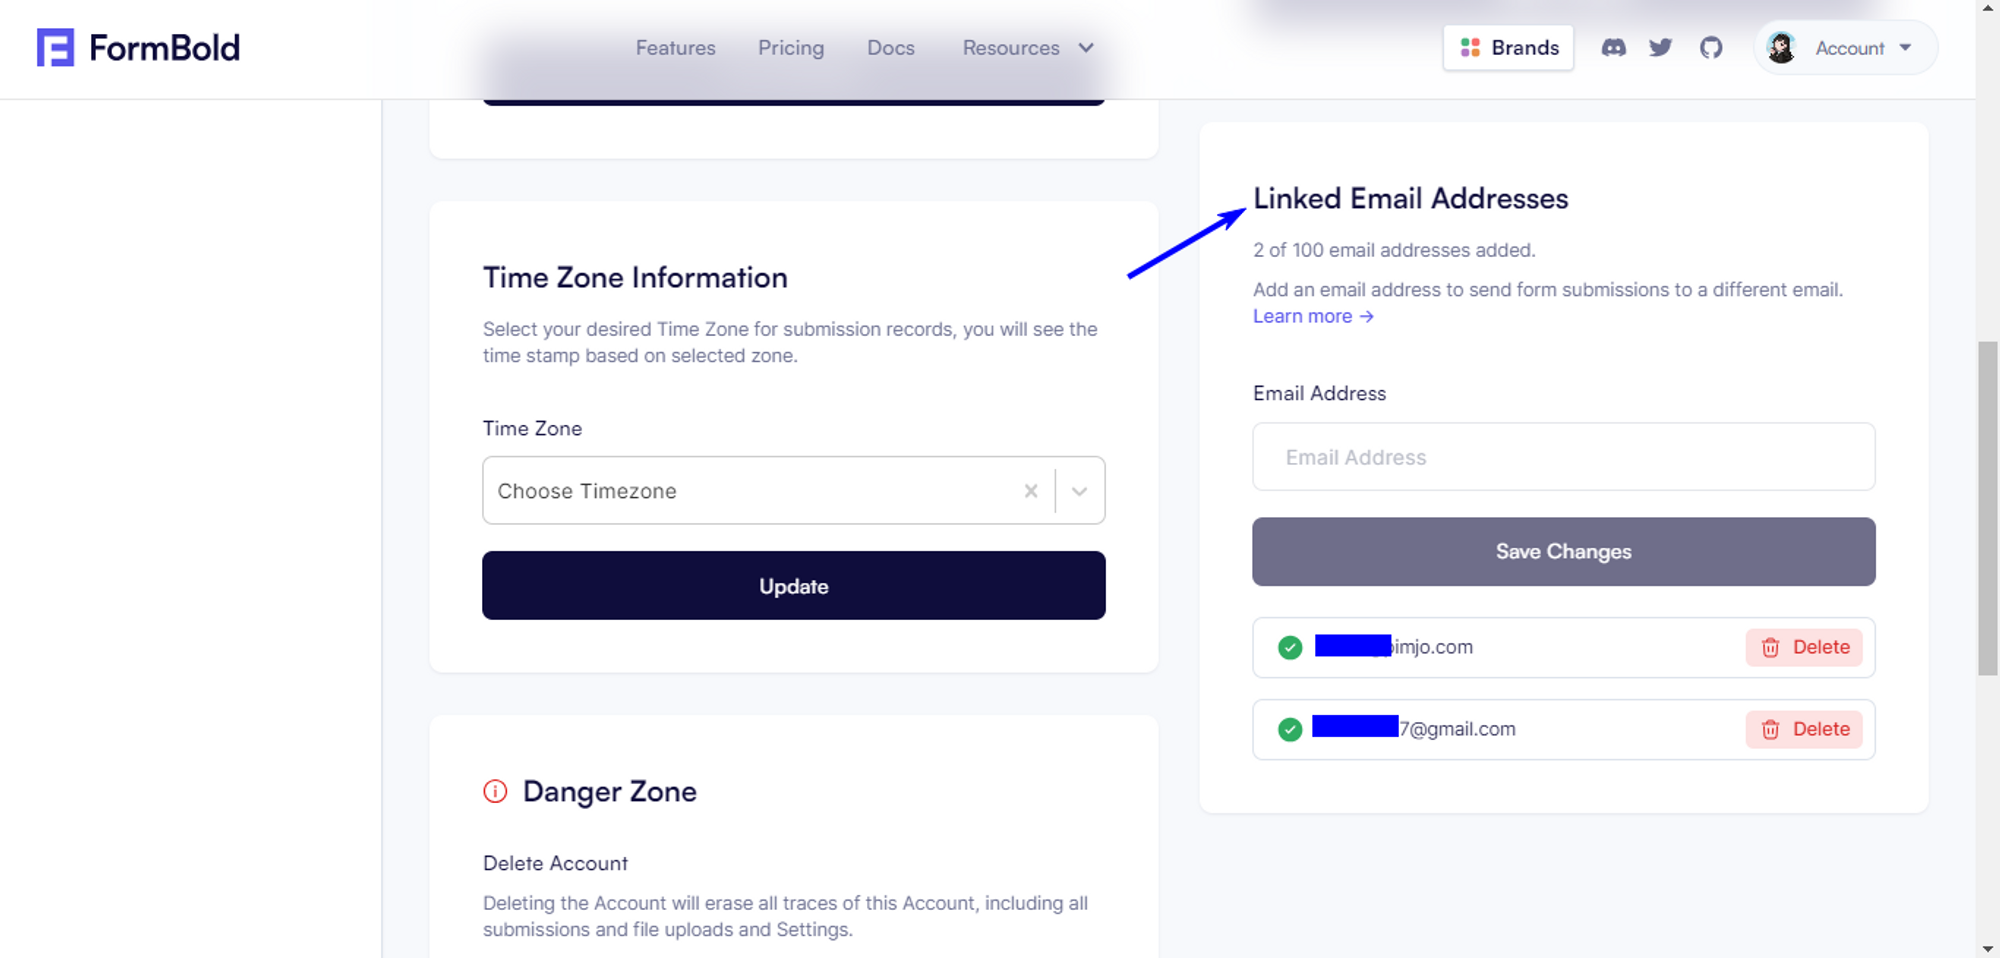 FormBold
Features
Pricing
Docs
Resources
Brands
Account
Time Zone Information
Select your desired Time Zone for submission records, you will see the
time stamp based on selected zone.
Time Zone
Choose Timezone
Update
Danger Zone
Delete Account
Deleting the Account will erase all traces of this Account, including all
submissions and file uploads and Settings.
Linked Email Addresses
2 of 100 email addresses added.
Add an email address to send form submissions to a different email.
Learn more →
Email Address
Email Address
Save Changes
pimjo.com
Delete
7@gmail.com
Delete